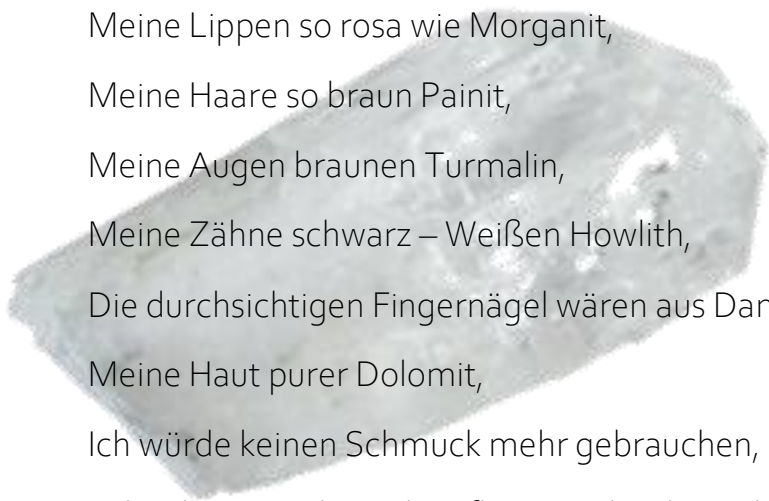 Meine Lippen so rosa wie Morganit,
Meine Haare so braun Painit,
Meine Augen braunen Turmalin,
Meine Zähne schwarz – Weißen Howlith,
Die durchsichtigen Fingernägel wären aus
Meine Haut purer Dolomit,
Ich würde keinen Schmuck mehr gebrauchen,